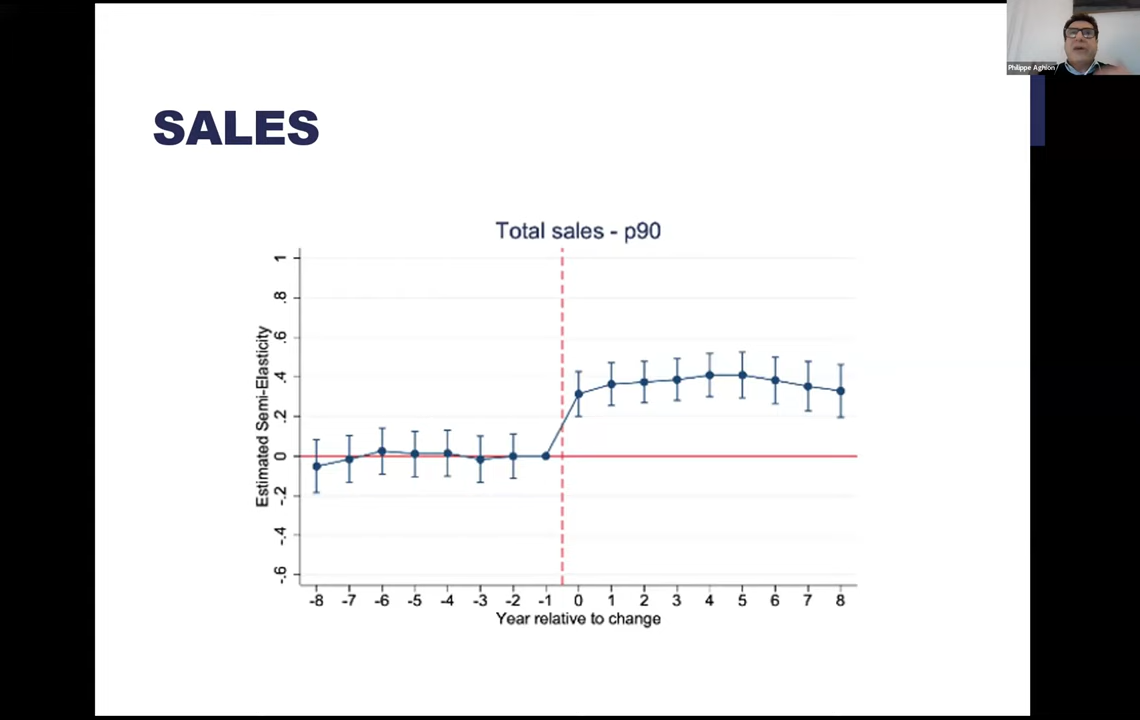 Philippe Aghion
SALES
Total sales - p90
Estimated Semi-Elasticity
1
.8
.6
.4
.2
0
-.2
-.4
-.6
-8 -7 -6 -5 -4 -3 -2 -1 0 1 2 3 4 5 6 7 8
Year relative to change